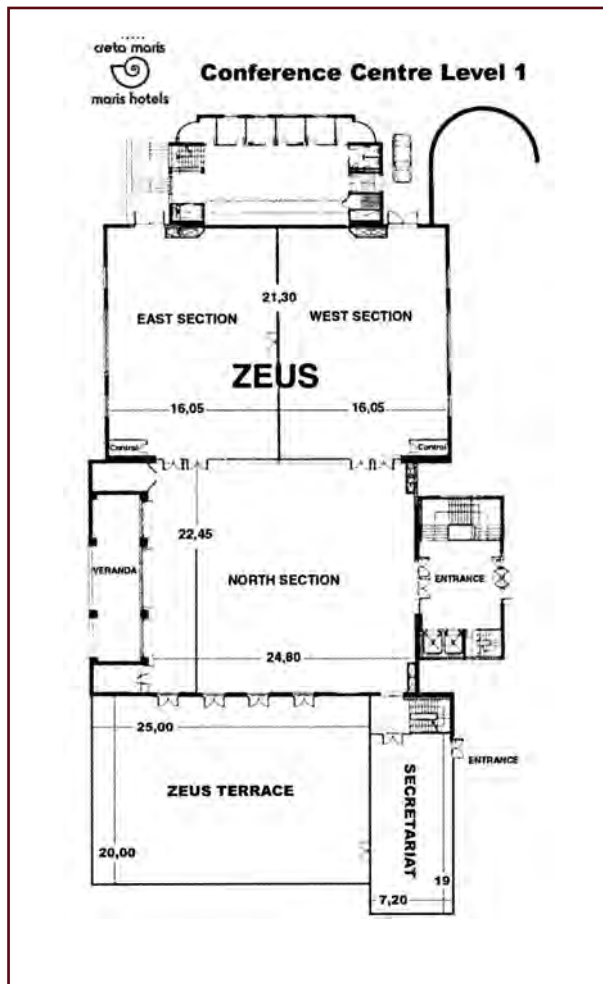 creta maris
maris hotels
Conference Centre Level 1
EAST SECTION
21,30
WEST SECTION
ZEUS
16,05
16,05
Control
Control
22,45
VERANDA
NORTH SECTION
ENTRANCE
24,80
25,00
ENTRANCE
ZEUS TERRACE
SECRETARIAT
20,00
19
7,20